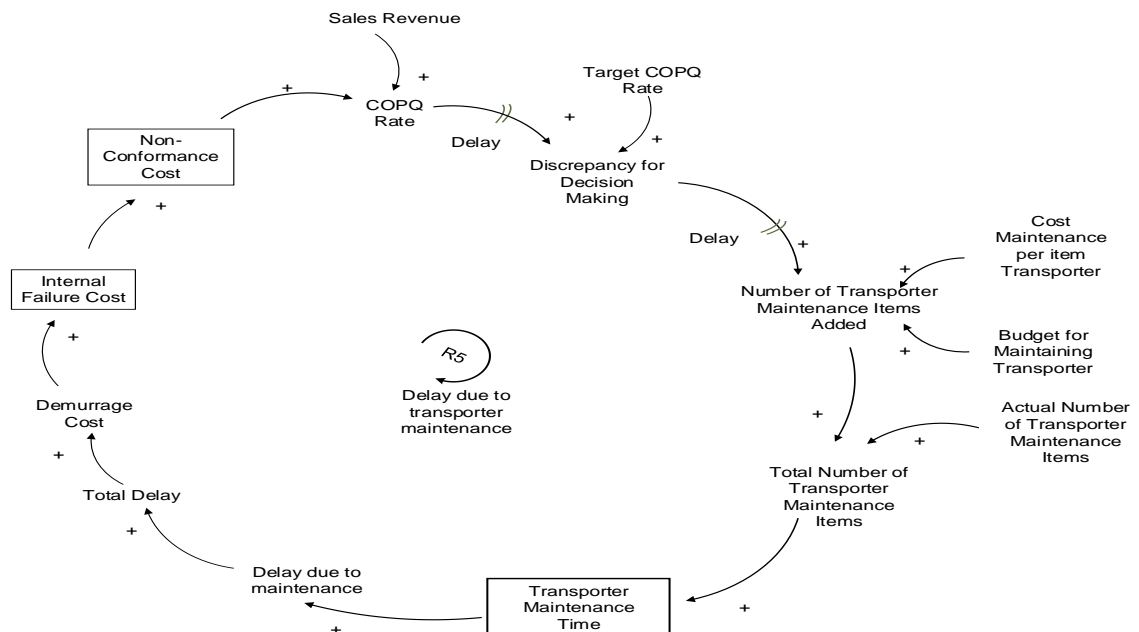 Sales Revenue
+
+
COPQ
Rate
Delay
Target COPQ
Rate
+
+
Discrepancy for
Decision
Making
Delay
+
Cost
Maintenance
per item
Transporter
+
Number of Transporter
Maintenance Items
Added
+
Budget for
Maintaining
Transporter
Actual Number
of Transporter
Maintenance
Items
+
+
Total Number of
Transporter
Maintenance
Items
+
Transporter
Maintenance
Time
+
Delay due to
maintenance
+
Total Delay
+
Demurrage
Cost
+
Internal
Failure Cost
+
Non-
Conformance
Cost
R5
Delay due to
transporter
maintenance